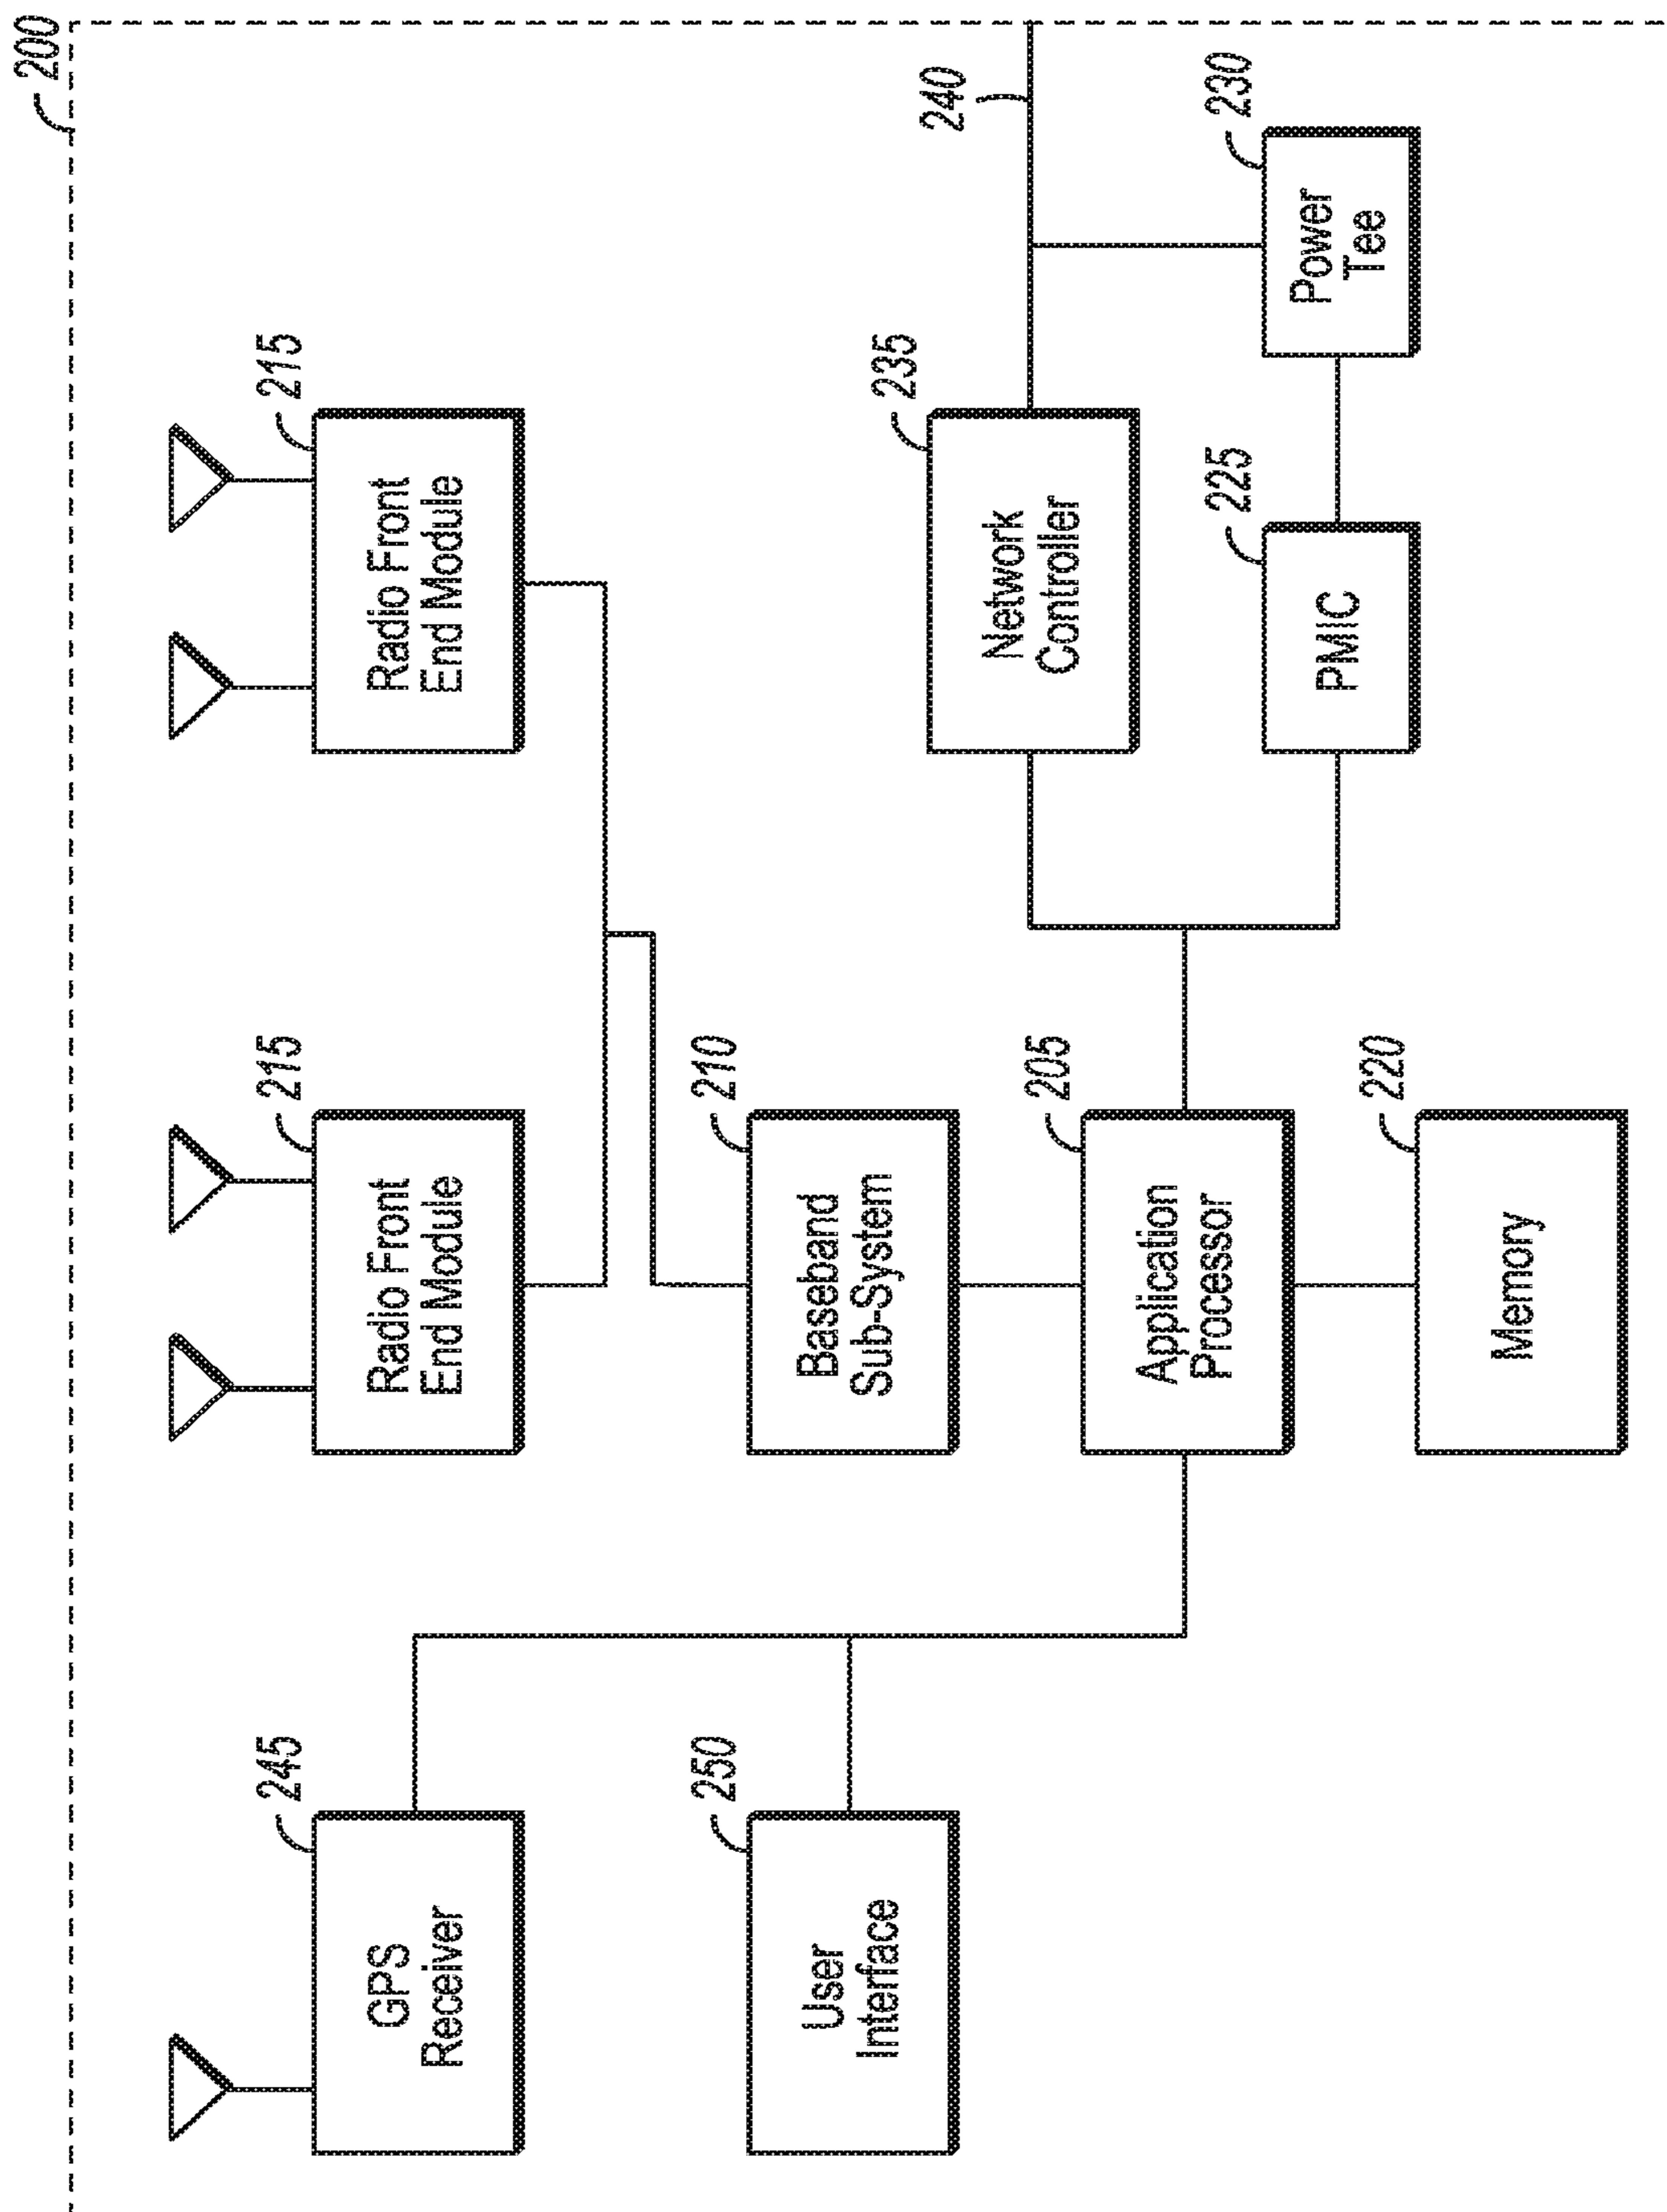 200
215
Radio Front
End Module
215
Radio Front
End Module
245
GPS
Receiver
250
User
Interface
210
Baseband
Sub-System
205
Application
Processor
220
Memory
235
Network
Controller
240
225
PMIC
230
Power
Tee